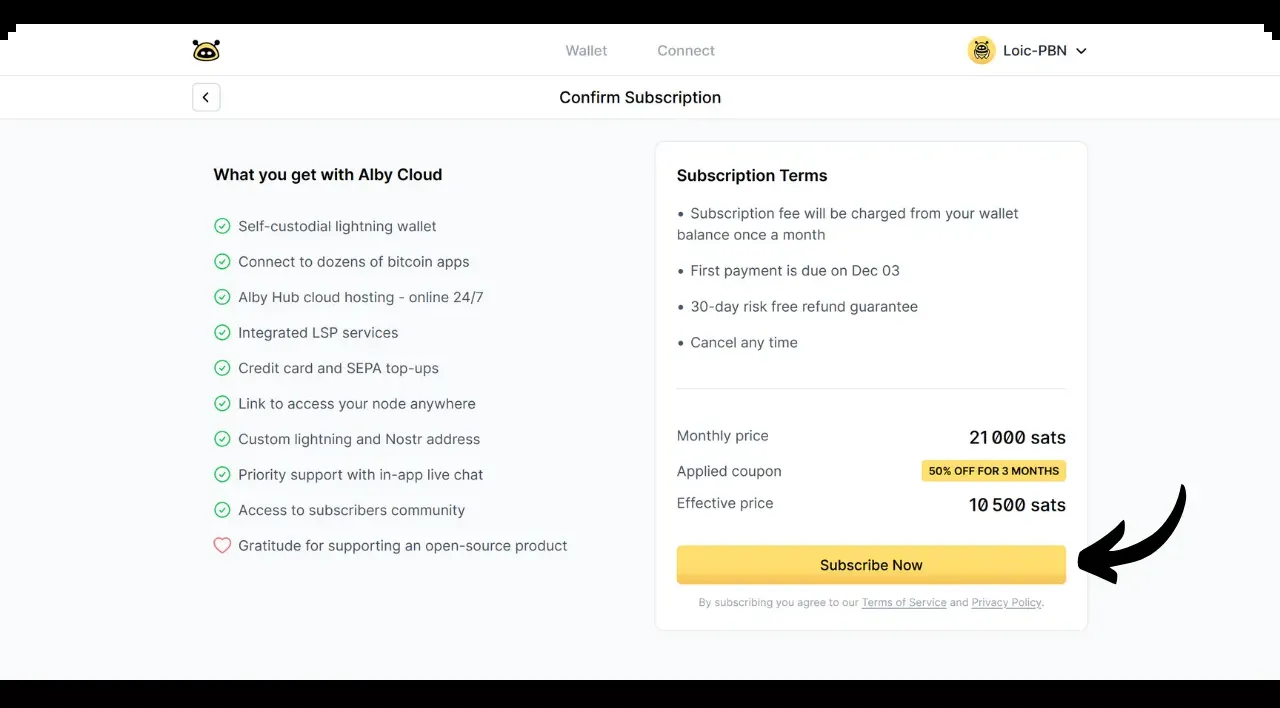 Wallet
Connect
Loic-PBN
Confirm Subscription
What you get with Alby Cloud
Self-custodial lightning wallet
Connect to dozens of bitcoin apps
Alby Hub cloud hosting - online 24/7
Integrated LSP services
Credit card and SEPA top-ups
Link to access your node anywhere
Custom lightning and Nostr address
Priority support with in-app live chat
Access to subscribers community
Gratitude for supporting an open-source product
Subscription Terms
• Subscription fee will be charged from your wallet
balance once a month
• First payment is due on Dec 03
• 30-day risk free refund guarantee
• Cancel any time
Monthly price 21 000 sats
Applied coupon 50% OFF FOR 3 MONTHS
Effective price 10 500 sats
Subscribe Now
By subscribing you agree to our Terms of Service and Privacy Policy.